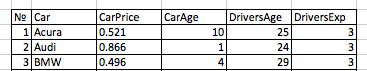 № Car CarPrice CarAge DriversAge DriversExp
1 Acura 0.521 10 25 3
2 Audi 0.866 1 24 3
3 BMW 0.496 4 29 3